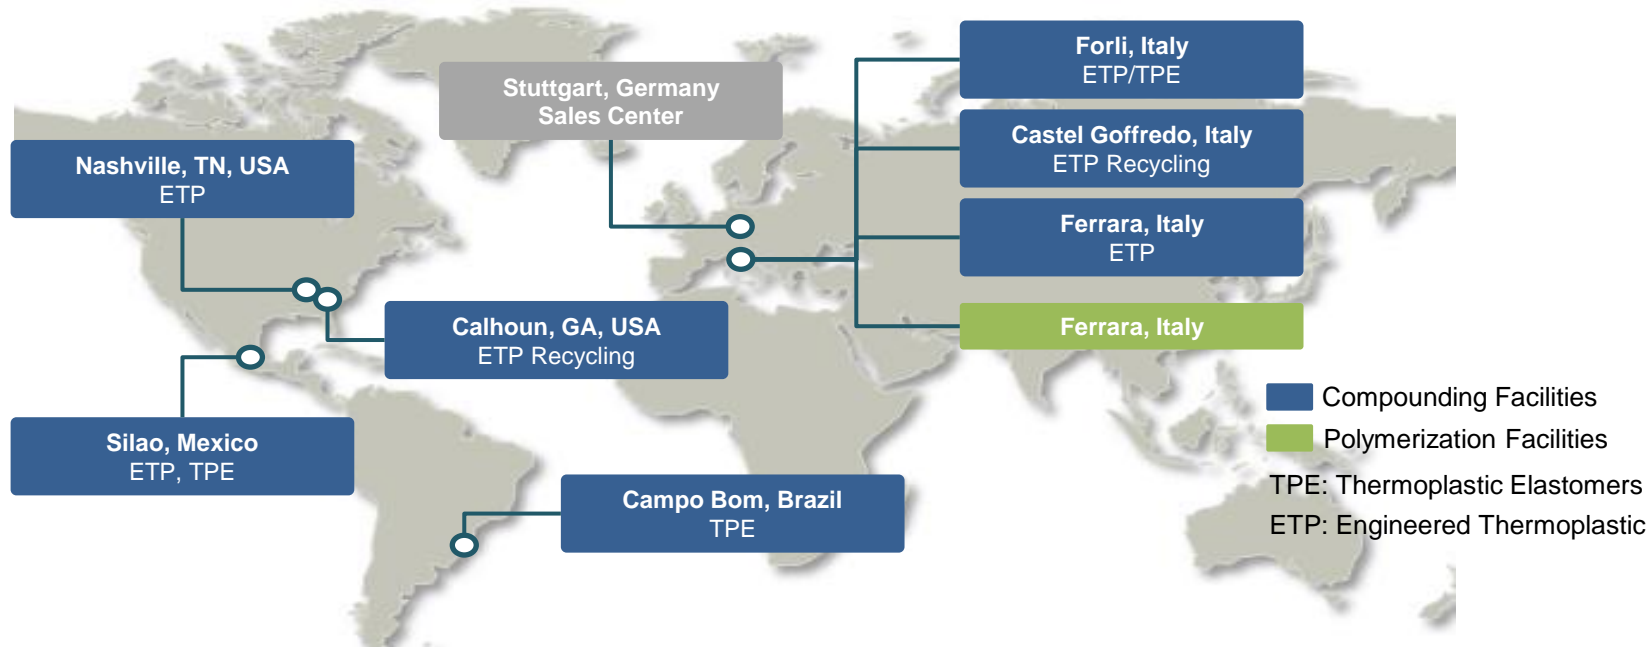 Forli, Italy
ETP/TPE
Stuttgart, Germany
Sales Center
Castel Goffredo, Italy
ETP Recycling
Nashville, TN, USA
ETP
Ferrara, Italy
ETP
Calhoun, GA, USA
ETP Recycling
Ferrara, Italy
Compounding Facilities
Polymerization Facilities
Silao, Mexico
ETP, TPE
TPE: Thermoplastic Elastomers
Campo Bom, Brazil
TPE
ETP: Engineered Thermoplastic